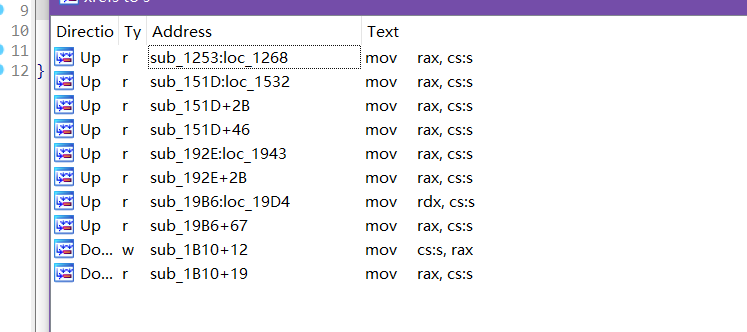 9
10
11
12 }
Directio Ty Address Text
Up r sub_1253:loc_1268 mov rax, cs:s
Up r sub_151D:loc_1532 mov rax, cs:s
Up r sub_151D+2B mov rax, cs:s
Up r sub_151D+46 mov rax, cs:s
Up r sub_192E:loc_1943 mov rax, cs:s
Up r sub_192E+2B mov rax, cs:s
Up r sub_19B6:loc_19D4 mov rdx, cs:s
Up r sub_19B6+67 mov rax, cs:s
Do... w sub_1B10+12 mov cs:s, rax
Do... r sub_1B10+19 mov rax, cs:s